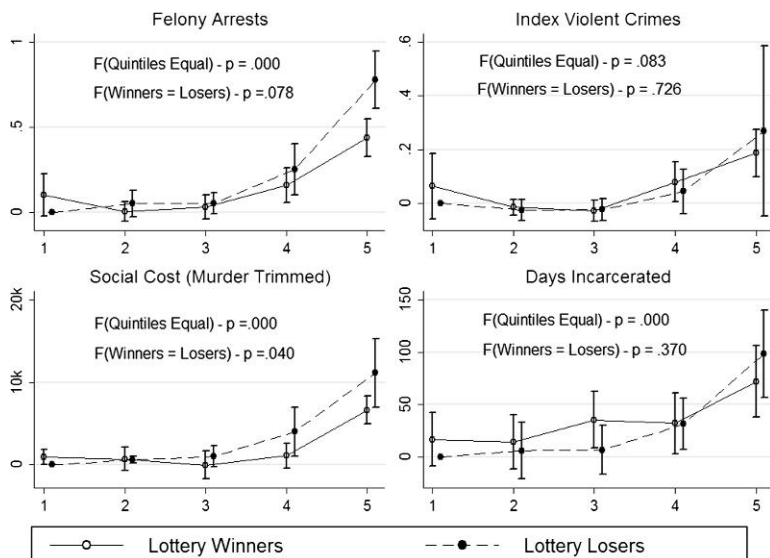 Felony Arrests
1
.5
0
F(Quintiles Equal) - p = .000
F(Winners = Losers) - p =.078
1 2 3 4 5
Index Violent Crimes
.6
.4
.2
0
F(Quintiles Equal) - p = .083
F(Winners = Losers) - p = .726
1 2 3 4 5
Social Cost (Murder Trimmed)
20k
10k
0
F(Quintiles Equal) - p =.000
F(Winners = Losers) - p =.040
1 2 3 4 5
Days Incarcerated
150
100
50
0
F(Quintiles Equal) - p = .000
F(Winners = Losers) - p = .370
1 2 3 4 5
Lottery Winners Lottery Losers